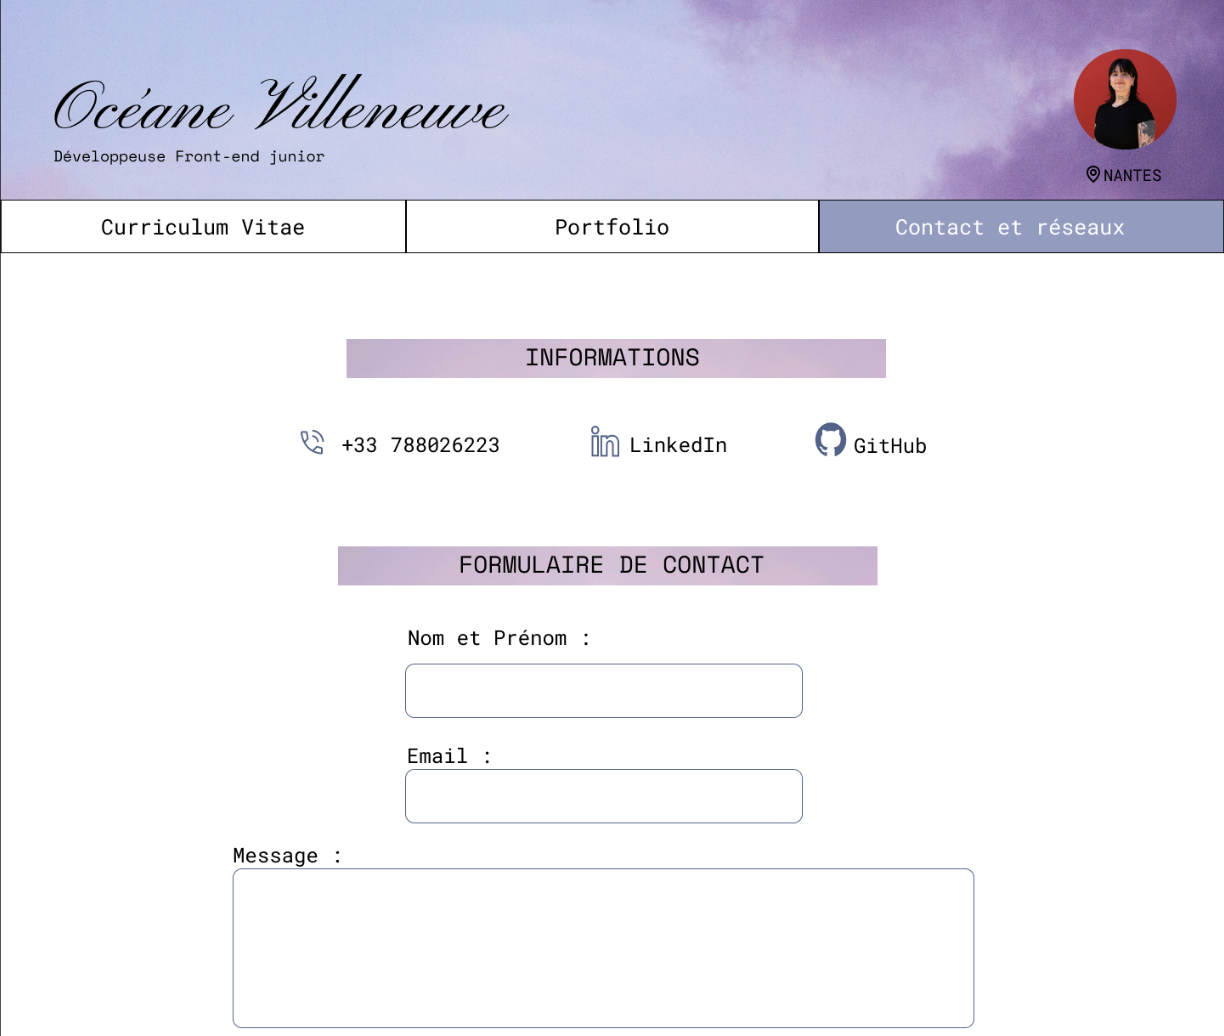 Océane Villeneuve
Développeuse Front-end junior
NANTES
Curriculum Vitae
Portfolio
Contact et réseaux
INFORMATIONS
+33 788026223
LinkedIn
GitHub
FORMULAIRE DE CONTACT
Nom et Prénom :
Email :
Message :